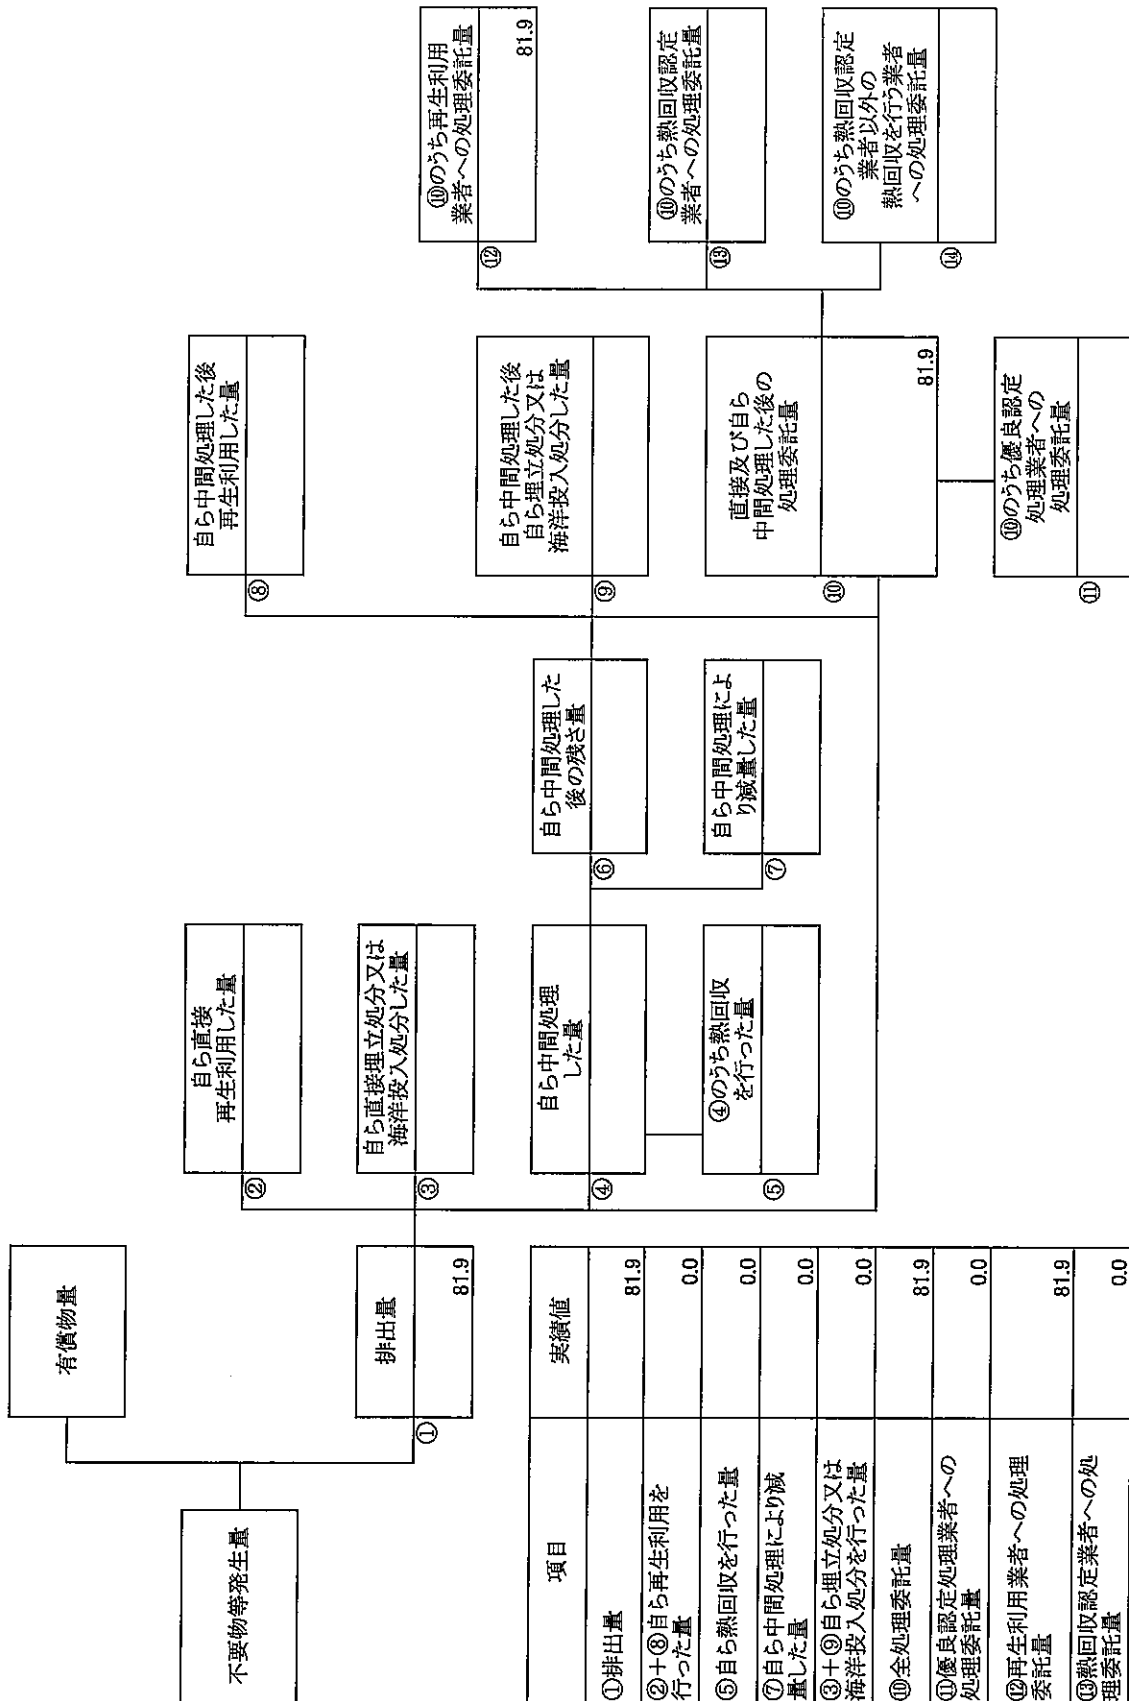 不要物等発生量
有償物量
排出量
①
81.9
自ら直接
再生利用した量
②
自ら直接埋立処分又は
海洋投入処分した量
③
自ら中間処理
した量
④
④のうち熱回収
を行った量
⑤
自ら中間処理した
後の残さ量
⑥
自ら中間処理によ
り減量した量
⑦
自ら中間処理した後
再生利用した量
⑧
自ら中間処理した後
自ら埋立処分又は
海洋投入処分した量
⑨
直接及び自ら
中間処理した後の
処理委託量
⑩
81.9
⑩のうち優良認定
処理業者への
処理委託量
⑪
⑩のうち再生利用
業者への処理委託量
⑫
81.9
⑩のうち熱回収認定
業者への処理委託量
⑬
⑩のうち熱回収認定
業者以外の
熱回収を行う業者
への処理委託量
⑭
項目 実績値
①排出量 81.9
②+⑧自ら再生利用を
行った量 0.0
⑤自ら熱回収を行った量 0.0
⑦自ら中間処理により減
量した量 0.0
③+⑨自ら埋立処分又は
海洋投入処分を行った量 0.0
⑩全処理委託量 81.9
⑪優良認定処理業者への
処理委託量 0.0
⑫再生利用業者への処理
委託量 81.9
⑬熱回収認定業者への処
理委託量 0.0